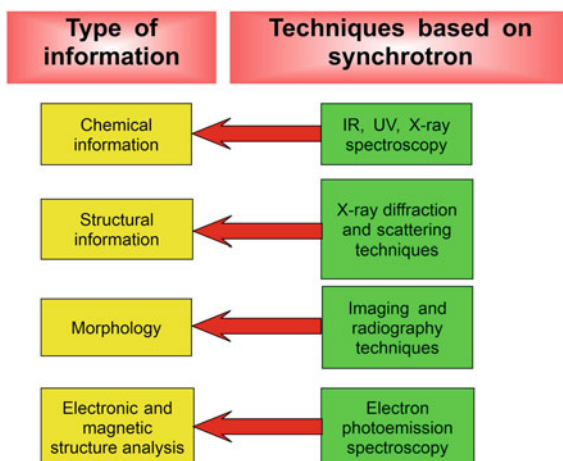 Type of
information
Techniques based on
synchrotron
Chemical
information
IR, UV, X-ray
spectroscopy
Structural
information
X-ray diffraction
and scattering
techniques
Morphology
Imaging and
radiography
techniques
Electronic and
magnetic
structure analysis
Electron
photoemission
spectroscopy